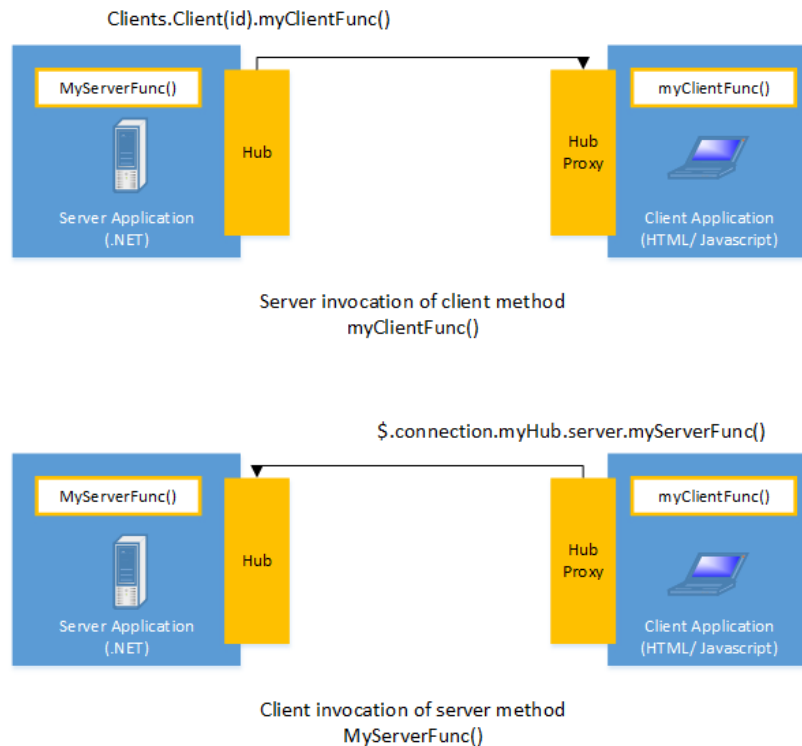 Clients.Client(id).myClientFunc()
MyServerFunc()
myClientFunc()
Hub
Hub
Proxy
Server Application
(.NET)
Client Application
(HTML/ Javascript)
Server invocation of client method
myClientFunc()
$.connection.myHub.server.myServerFunc()
MyServerFunc()
myClientFunc()
Hub
Hub
Proxy
Server Application
(.NET)
Client Application
(HTML/ Javascript)
Client invocation of server method
MyServerFunc()